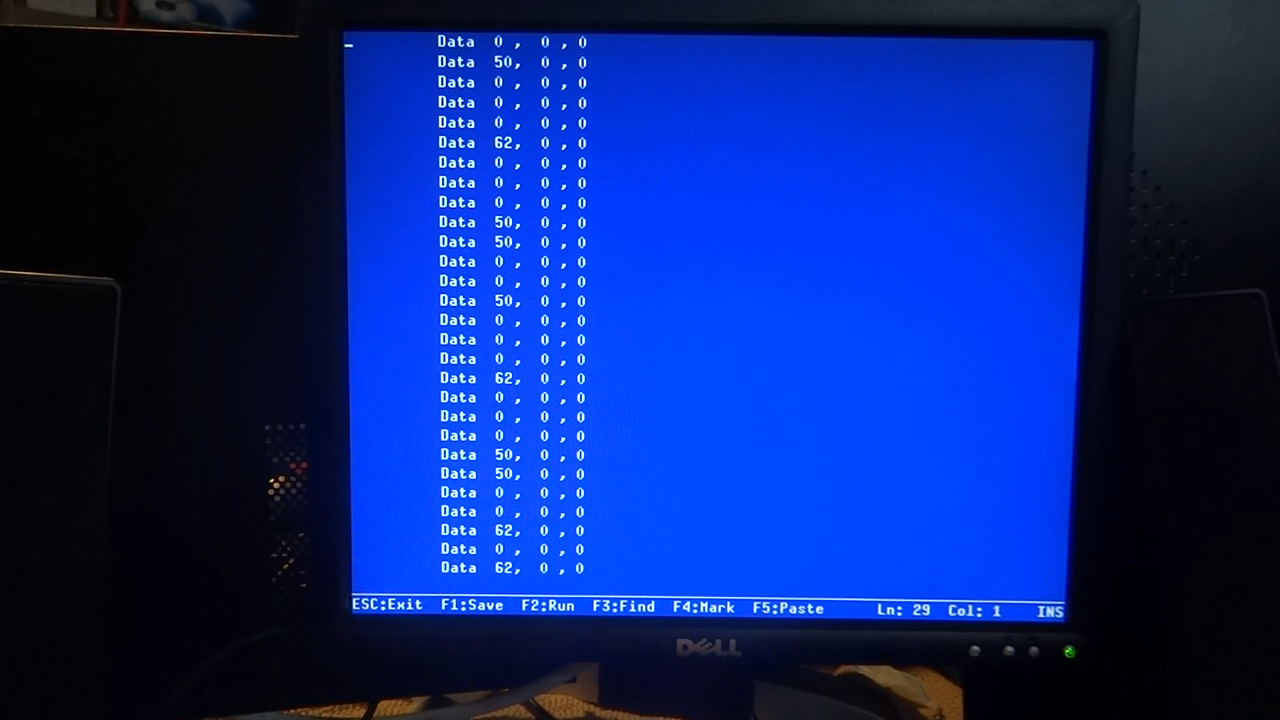 Data 0 , 0 , 0
Data 50, 0 , 0
Data 0 , 0 , 0
Data 0 , 0 , 0
Data 0 , 0 , 0
Data 62, 0 , 0
Data 0 , 0 , 0
Data 0 , 0 , 0
Data 0 , 0 , 0
Data 50, 0 , 0
Data 50, 0 , 0
Data 0 , 0 , 0
Data 0 , 0 , 0
Data 50, 0 , 0
Data 0 , 0 , 0
Data 0 , 0 , 0
Data 0 , 0 , 0
Data 62, 0 , 0
Data 0 , 0 , 0
Data 0 , 0 , 0
Data 0 , 0 , 0
Data 50, 0 , 0
Data 50, 0 , 0
Data 0 , 0 , 0
Data 0 , 0 , 0
Data 62, 0 , 0
Data 0 , 0 , 0
Data 62, 0 , 0
ESC:Exit F1:Save F2:Run F3:Find F4:Mark F5:Paste Ln: 29 Col: 1 INS
DELL